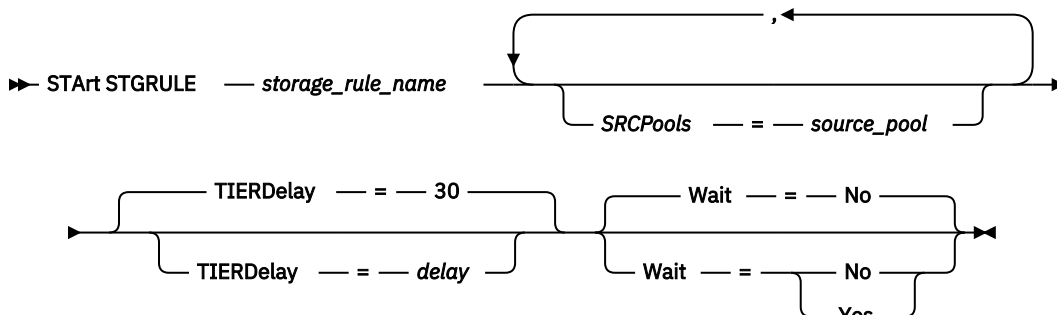 ,
STArt STGRULE storage_rule_name
SRCPools = source_pool
TIERDelay = 30 Wait = No
TIERDelay = delay Wait = No
Yes